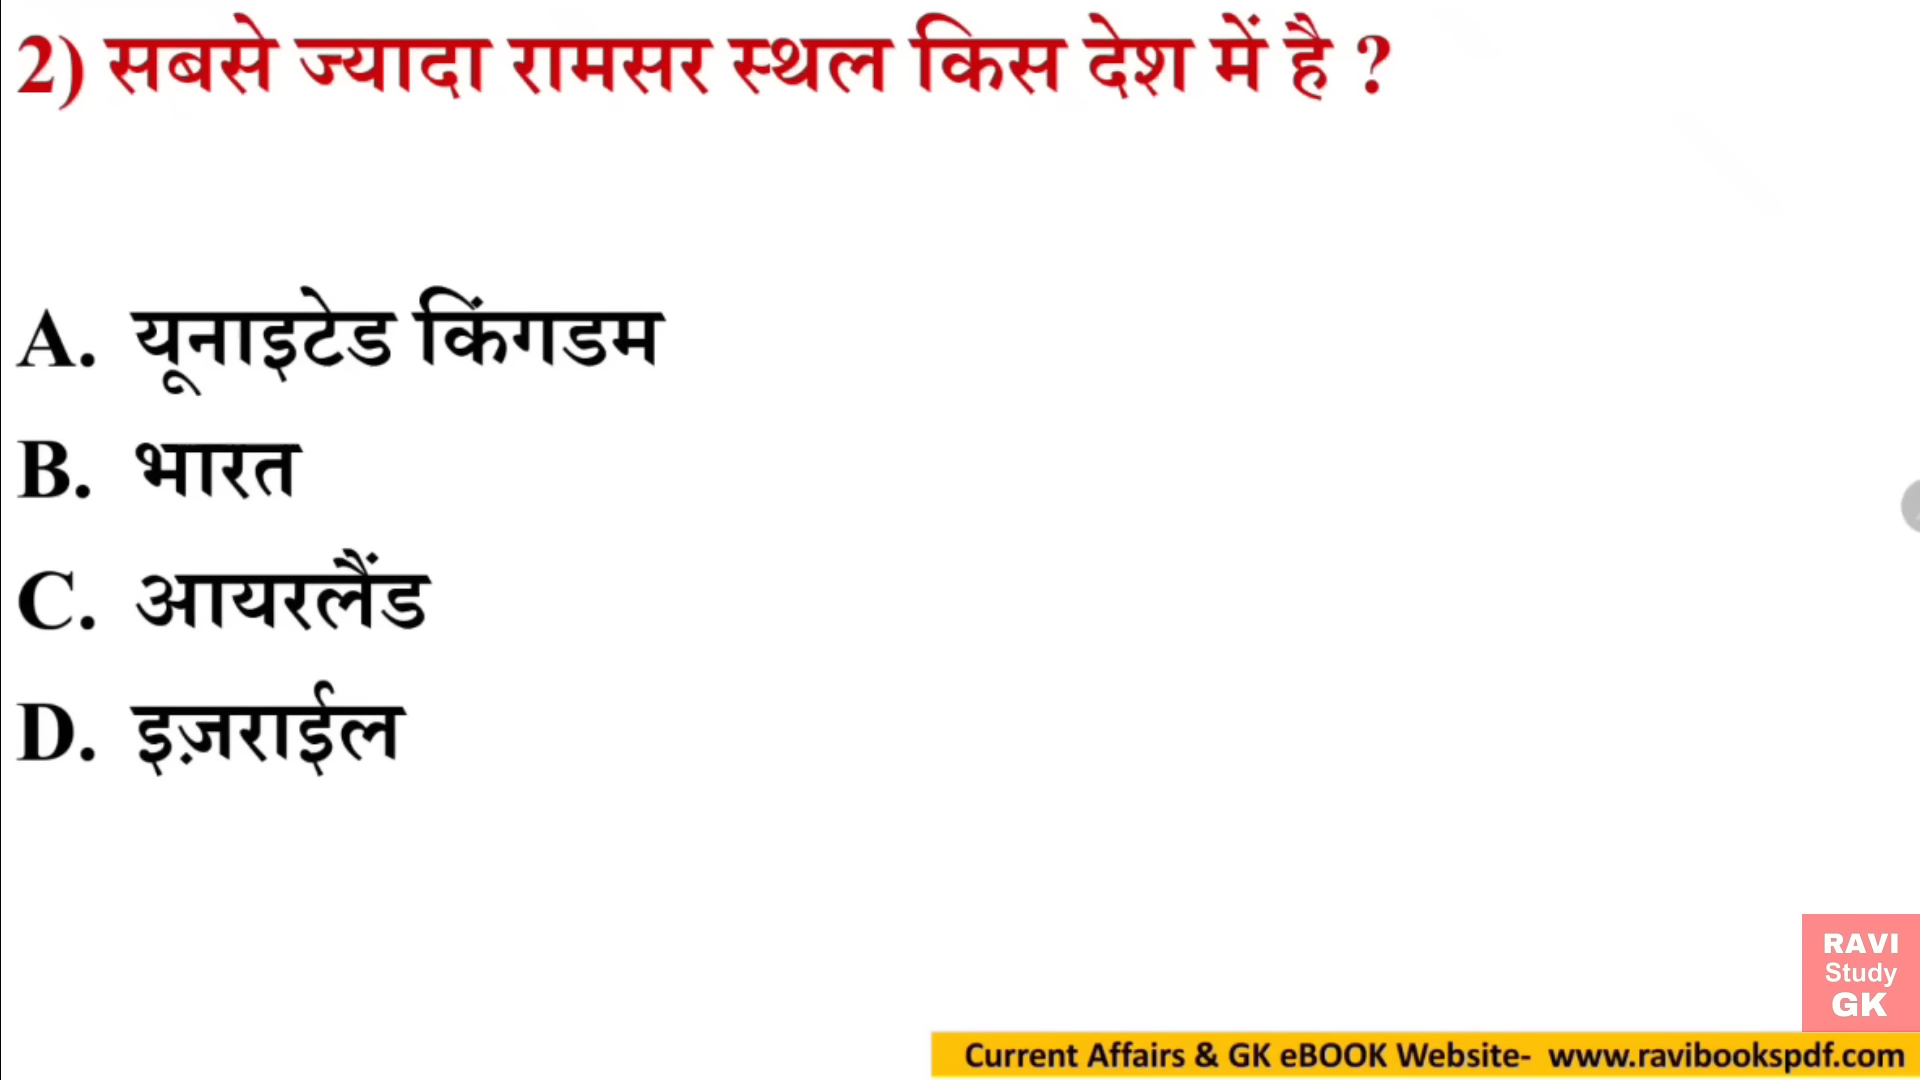 2) सबसे ज्यादा रामसर स्थल किस देश में है ?
A. यूनाइटेड किंगडम
B. भारत
C. आयरलैंड
D. इज़राईल
RAVI
Study
GK
Current Affairs & GK eBOOK Website- www.ravibookspdf.com